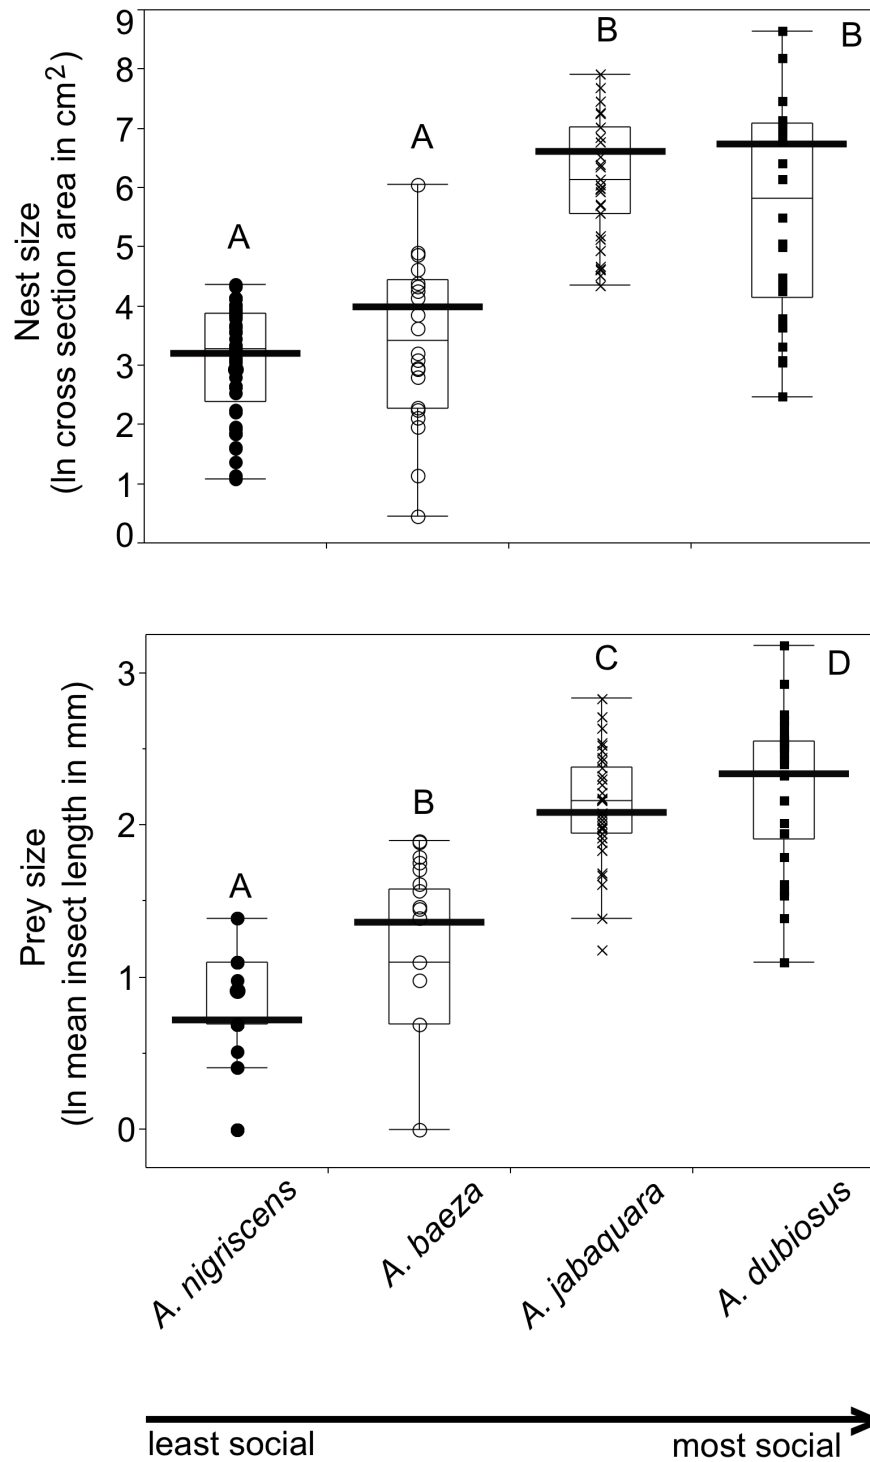 Nest size
(ln cross section area in cm²)
9
8
7
6
5
4
3
2
1
0
A
A
B
B
Prey size
(ln mean insect length in mm)
3
2
1
0
A
B
C
D
A. nigriscens
A. baeza
A. jabaquara
A. dubiosus
least social
most social